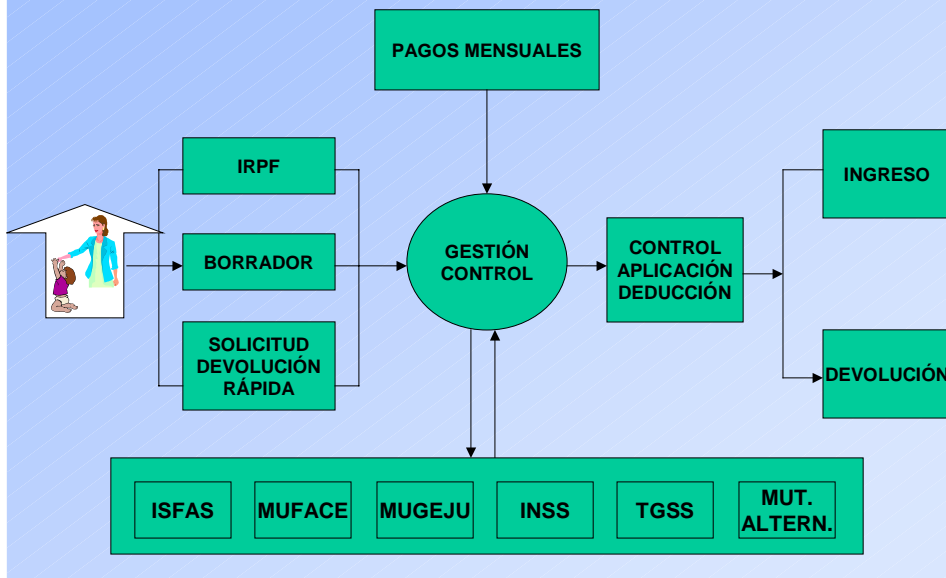 PAGOS MENSUALES
IRPF
BORRADOR
SOLICITUD
DEVOLUCIÓN
RÁPIDA
GESTIÓN
CONTROL
CONTROL
APLICACIÓN
DEDUCCIÓN
INGRESO
DEVOLUCIÓN
ISFAS
MUFACE
MUGEJU
INSS
TGSS
MUT.
ALTERN.